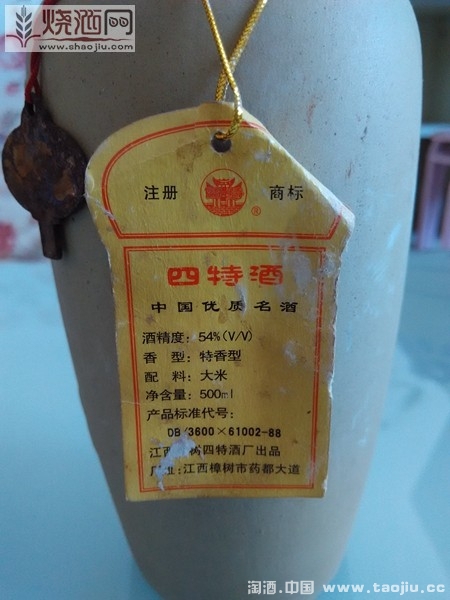 烧酒网
www.shaojiu.com
注册 商标
®
四特酒
中国优质名酒
酒精度：54%(V/V)
香 型：特香型
配 料：大米
净含量：500ml
产品标准代号：
DB/3600×61002-88
江西 树四特酒厂出品
厂 址：江西樟树市药都大道
淘酒.中国 www.taojiu.cc